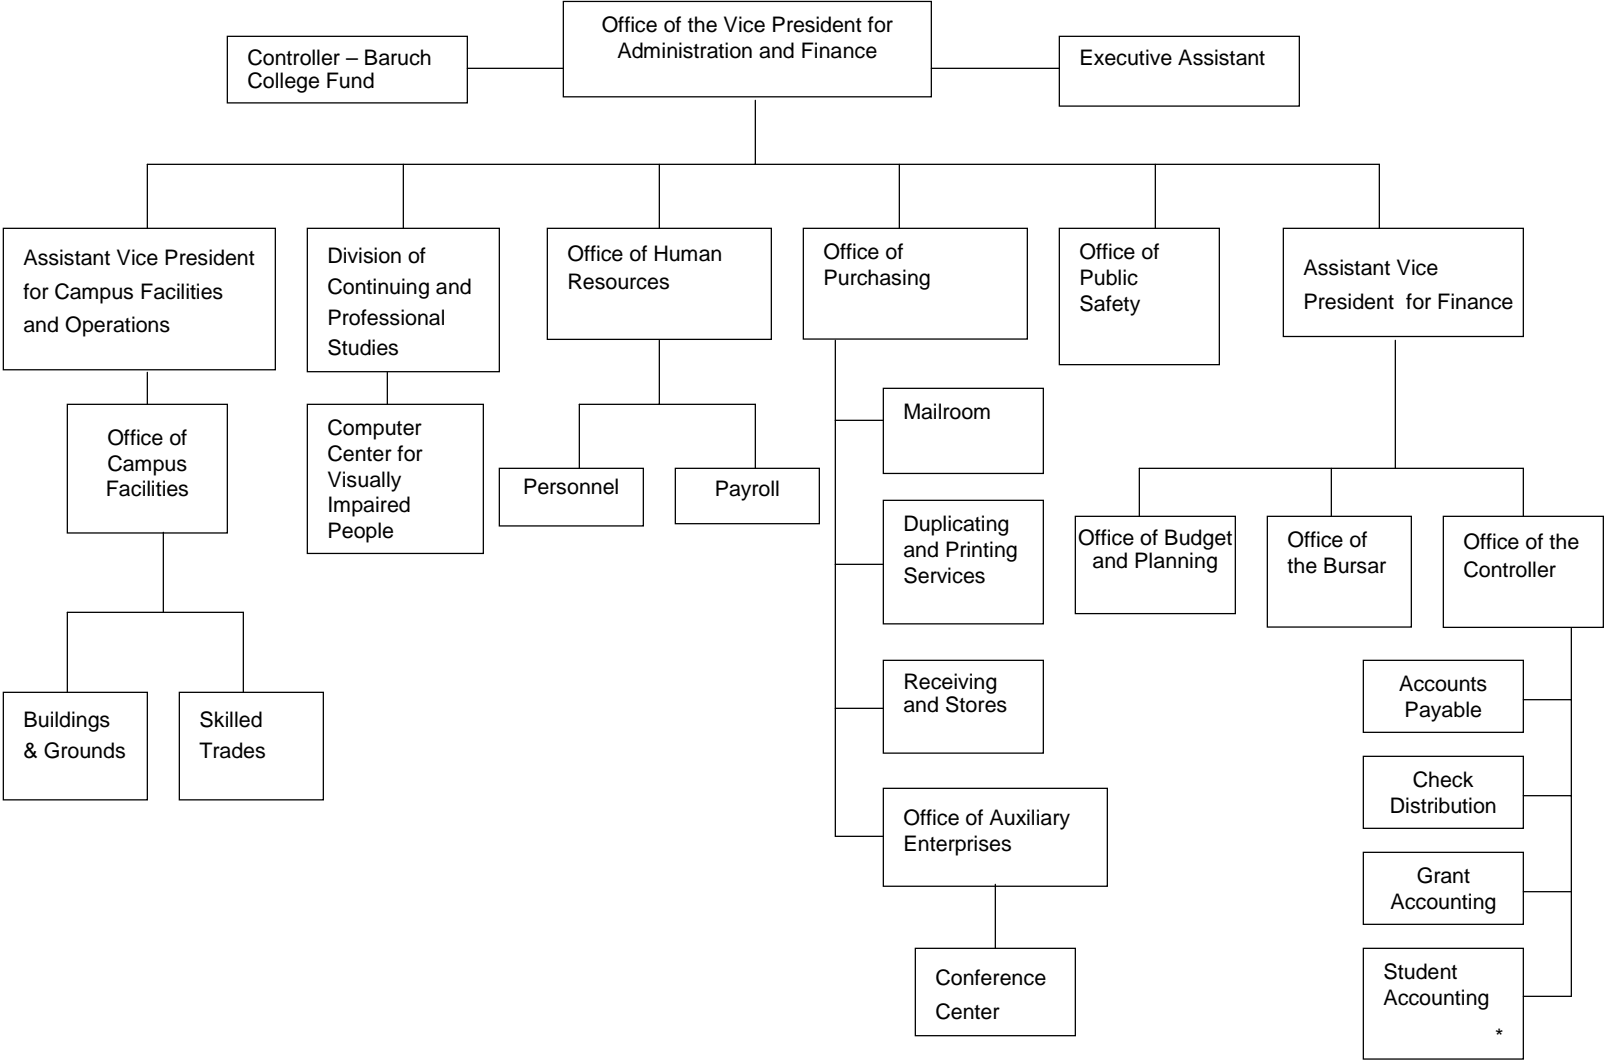 Office of the Vice President for
Administration and Finance
Controller – Baruch
College Fund
Executive Assistant
Assistant Vice President
for Campus Facilities
and Operations
Division of
Continuing and
Professional
Studies
Office of Human
Resources
Office of
Purchasing
Office of
Public
Safety
Assistant Vice
President  for Finance
Office of
Campus
Facilities
Computer
Center for
Visually
Impaired
People
Personnel
Payroll
Mailroom
Duplicating
and Printing
Services
Office of Budget
and Planning
Office of
the Bursar
Office of the
Controller
Buildings
& Grounds
Skilled
Trades
Receiving
and Stores
Office of Auxiliary
Enterprises
Conference
Center
Accounts
Payable
Check
Distribution
Grant
Accounting
Student
Accounting
*